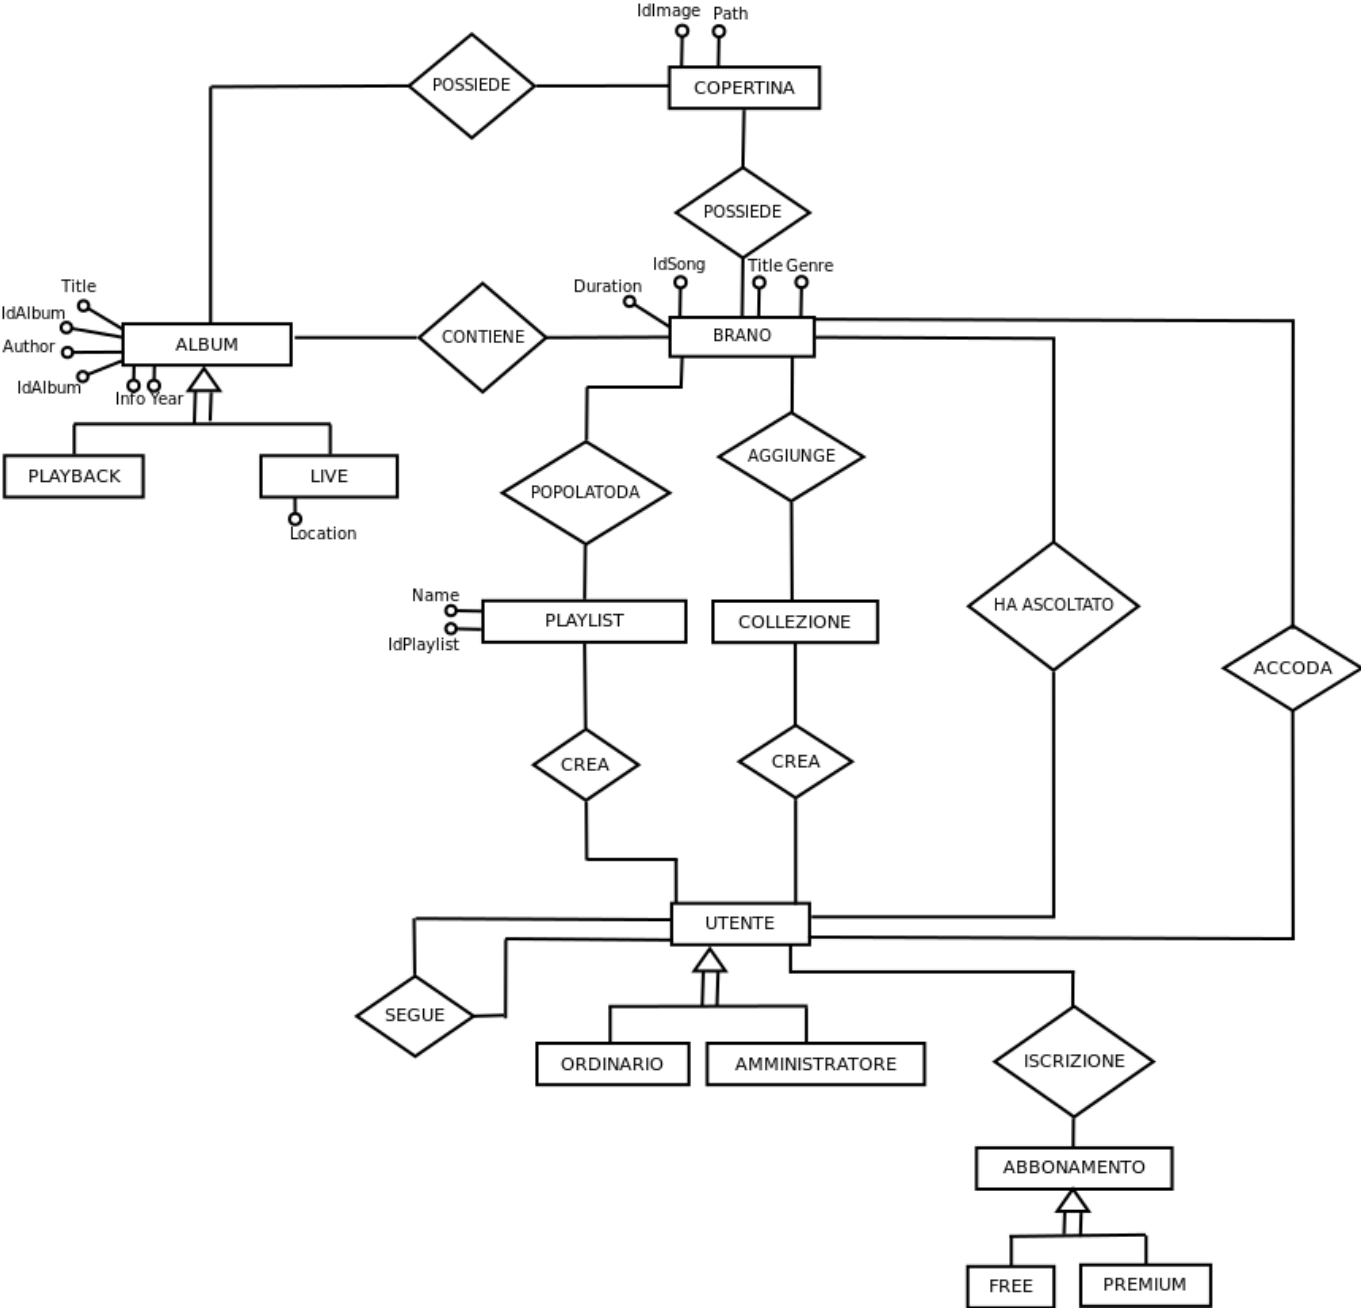 IdImage
Path
POSSIEDE
COPERTINA
POSSIEDE
IdSong
Title
Genre
Duration
Title
IdAlbum
Author
IdAlbum
Info
Year
ALBUM
CONTIENE
BRANO
PLAYBACK
LIVE
Location
POPOLATODA
AGGIUNGE
Name
IdPlaylist
PLAYLIST
COLLEZIONE
HA ASCOLTATO
ACCODA
CREA
CREA
UTENTE
SEGUE
ORDINARIO
AMMINISTRATORE
ISCRIZIONE
ABBONAMENTO
FREE
PREMIUM